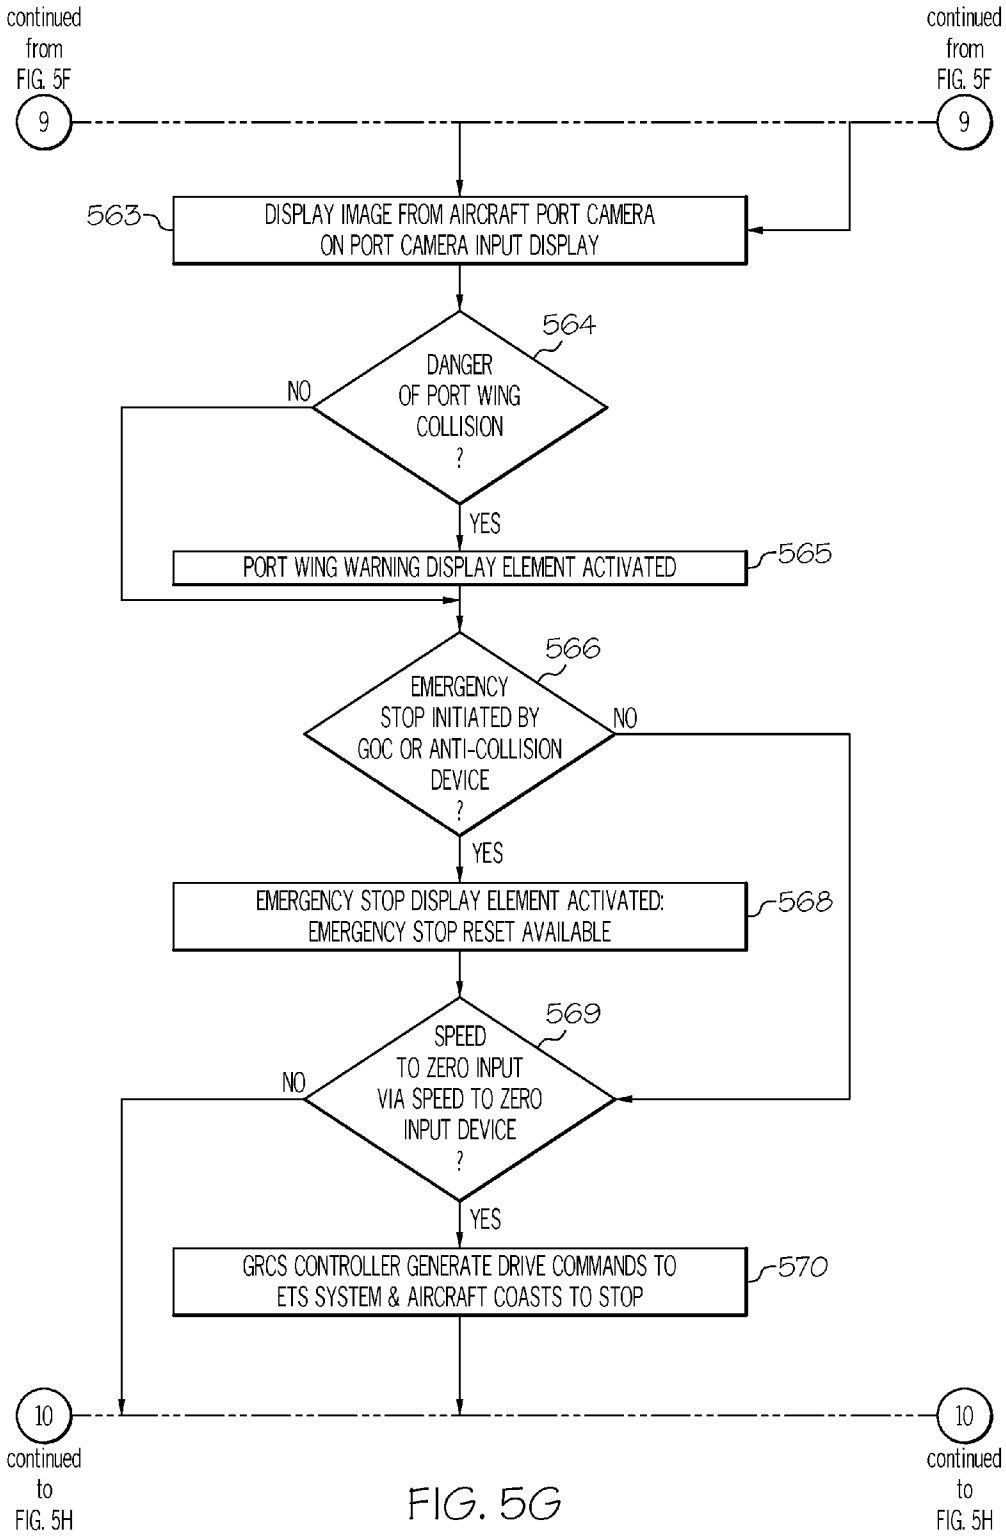 continued
from
FIG. 5F
continued
from
FIG. 5F
9
9
563
DISPLAY IMAGE FROM AIRCRAFT PORT CAMERA
ON PORT CAMERA INPUT DISPLAY
564
DANGER
OF PORT WING
COLLISION
?
NO
YES
PORT WING WARNING DISPLAY ELEMENT ACTIVATED
565
566
EMERGENCY
STOP INITIATED BY
GOC OR ANTI-COLLISION
DEVICE
?
NO
YES
EMERGENCY STOP DISPLAY ELEMENT ACTIVATED:
EMERGENCY STOP RESET AVAILABLE
568
569
SPEED
TO ZERO INPUT
VIA SPEED TO ZERO
INPUT DEVICE
?
NO
YES
GRCS CONTROLLER GENERATE DRIVE COMMANDS TO
ETS SYSTEM & AIRCRAFT COASTS TO STOP
570
10
10
continued
to
FIG. 5H
continued
to
FIG. 5H
FIG. 5G